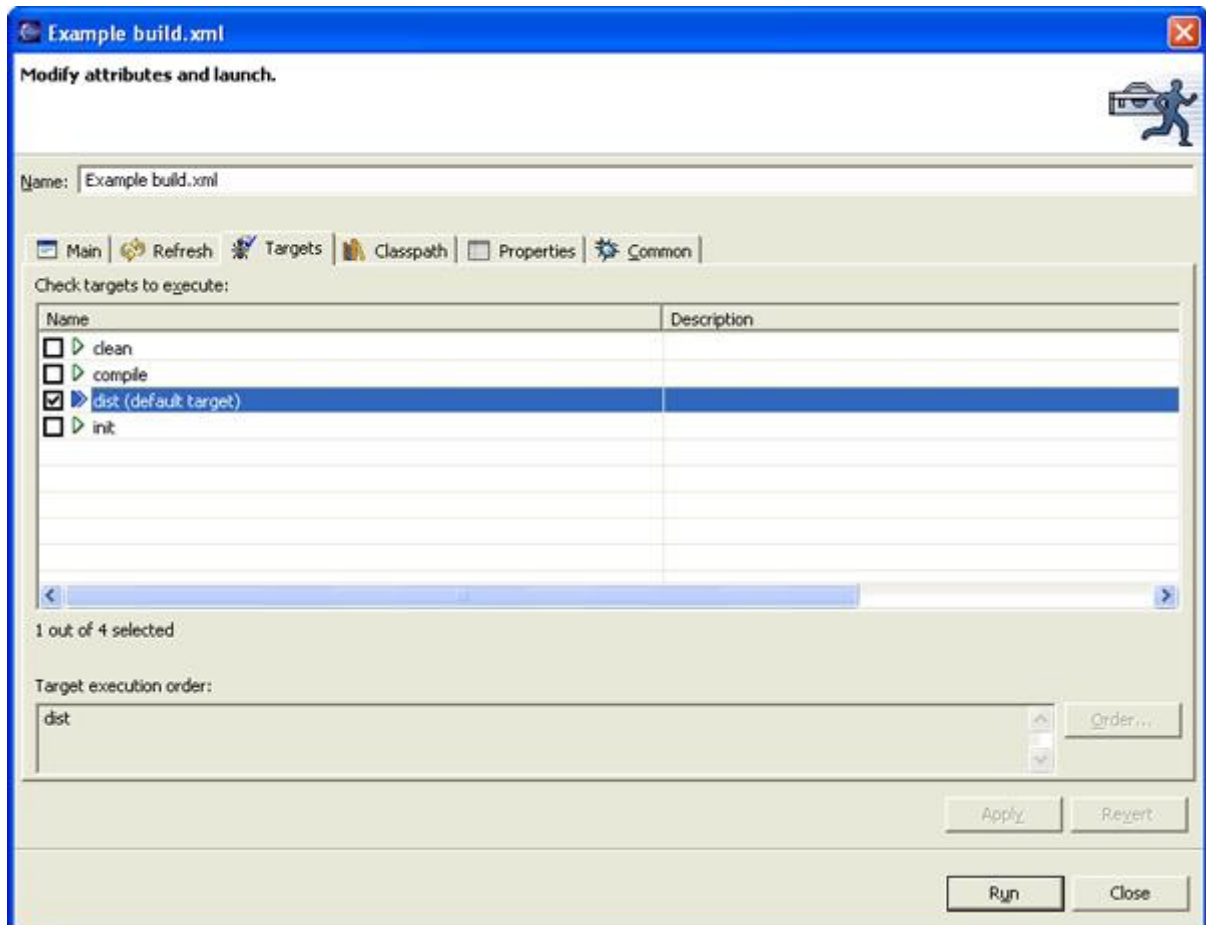 Example build.xml
Modify attributes and launch.
Name: Example build.xml
Main Refresh Targets Classpath Properties Common
Check targets to execute:
Name Description
clean
compile
dist (default target)
init
1 out of 4 selected
Target execution order:
dist
Order...
Apply Revert
Run Close